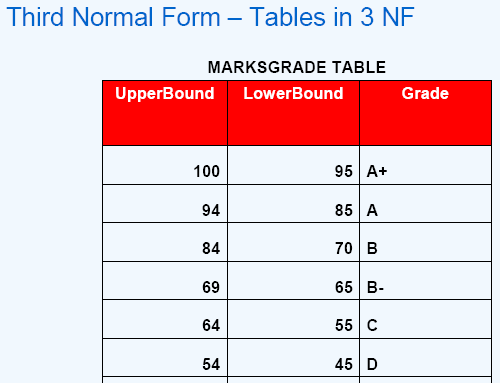 Third Normal Form – Tables in 3 NF
MARKSGRADE TABLE
UpperBound LowerBound Grade
100 95 A+
94 85 A
84 70 B
69 65 B-
64 55 C
54 45 D